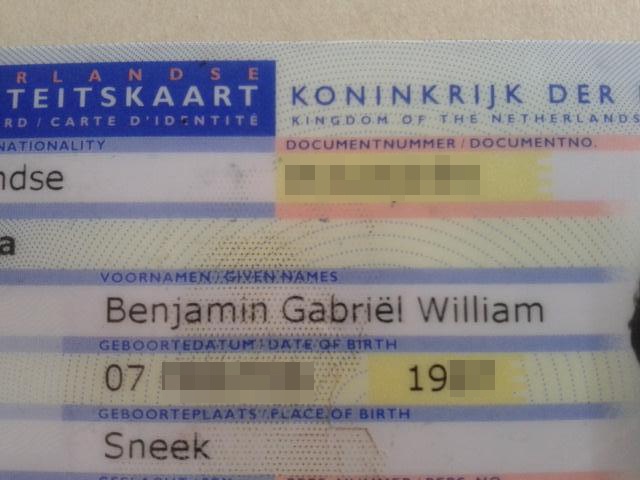 RLANDSE
TEITSKAART
RD / CARTE D'IDENTITÉ
KONINKRIJK DER
KINGDOM OF THE NETHERLANDS
NATIONALITY
DOCUMENTNUMMER / DOCUMENTNO.
ndse
a
VOORNAMEN / GIVEN NAMES
Benjamin Gabriël William
GEBOORTEDATUM / DATE OF BIRTH
07 19
GEBOORTEPLAATS / PLACE OF BIRTH
Sneek